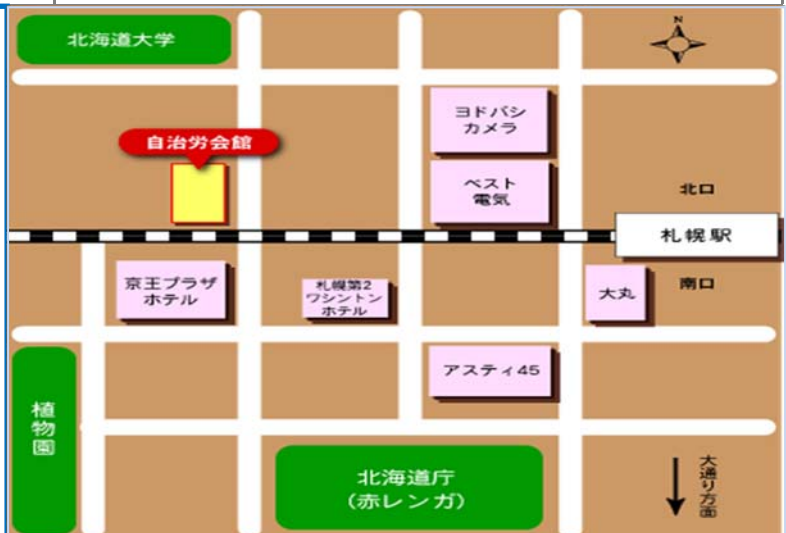 北海道大学
N
ヨドバシ
カメラ
自治労会館
ベスト
電気
北口
札幌駅
京王プラザ
ホテル
札幌第2
ワシントン
ホテル
大丸
南口
アスティ45
植物園
北海道庁
(赤レンガ)
大通り方面